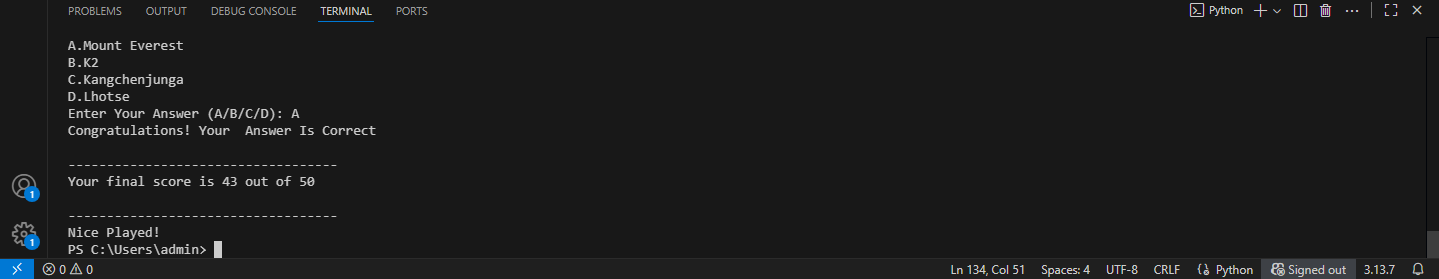 PROBLEMS OUTPUT DEBUG CONSOLE TERMINAL PORTS Python
A.Mount Everest
B.K2
C.Kangchenjunga
D.Lhotse
Enter Your Answer (A/B/C/D): A
Congratulations! Your  Answer Is Correct
-----------------------------------
Your final score is 43 out of 50
-----------------------------------
Nice Played!
PS C:\Users\admin>
1
1
0 0 Ln 134, Col 51 Spaces: 4 UTF-8 CRLF Python Signed out 3.13.7